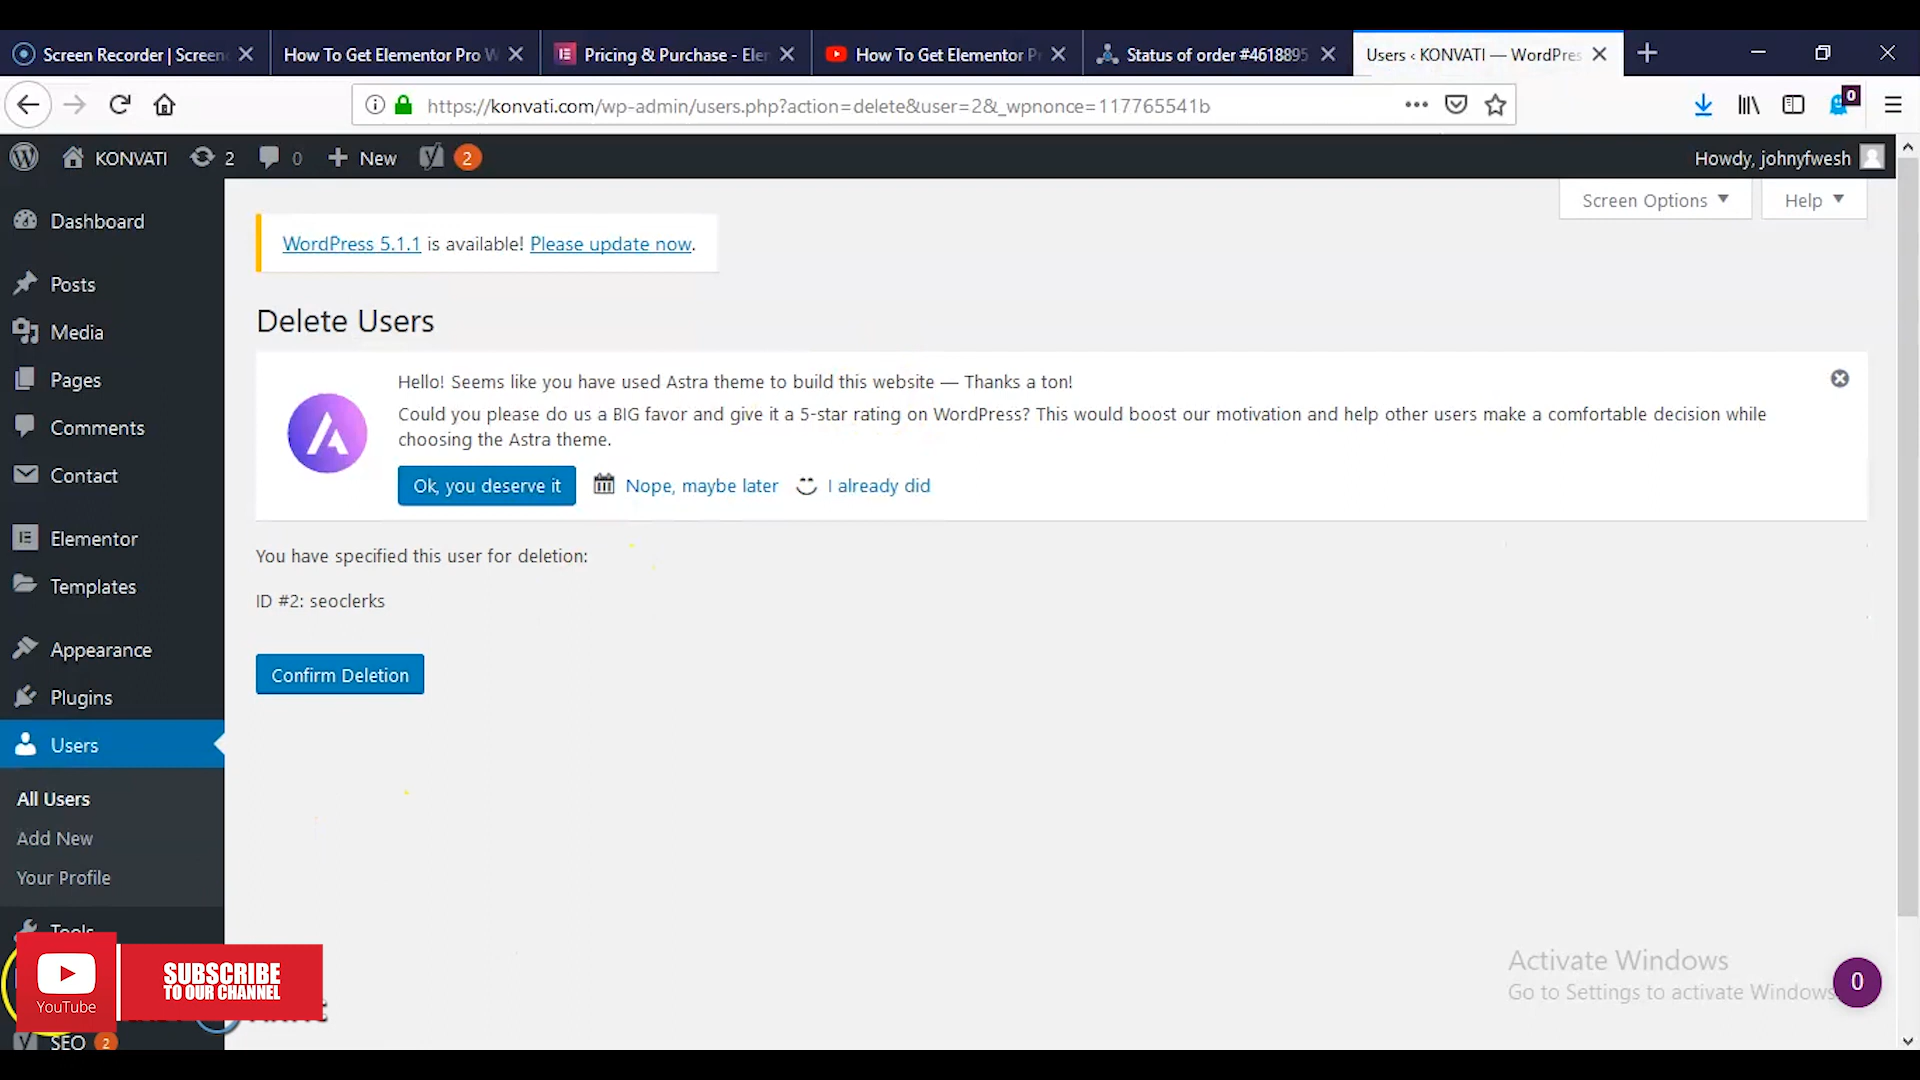 Screen Recorder | Screen
How To Get Elementor Pro W
Pricing & Purchase - Ele
How To Get Elementor P
Status of order #4618895
Users ‹ KONVATI — WordPres
https://konvati.com/wp-admin/users.php?action=delete&user=2&_wpnonce=117765541b
0
KONVATI
2
0
New
2
Howdy, johnyfwesh
Screen Options
Help
Dashboard
Posts
Media
Pages
Comments
Contact
Elementor
Templates
Appearance
Plugins
Users
All Users
Add New
Your Profile
Tools
SEO 2
WordPress 5.1.1 is available! Please update now.
Delete Users
Hello! Seems like you have used Astra theme to build this website — Thanks a ton!
Could you please do us a BIG favor and give it a 5-star rating on WordPress? This would boost our motivation and help other users make a comfortable decision while
choosing the Astra theme.
Ok, you deserve it
Nope, maybe later
I already did
You have specified this user for deletion:
ID #2: seoclerks
Confirm Deletion
YouTube
SUBSCRIBE
TO OUR CHANNEL
Activate Windows
Go to Settings to activate Windows.
0